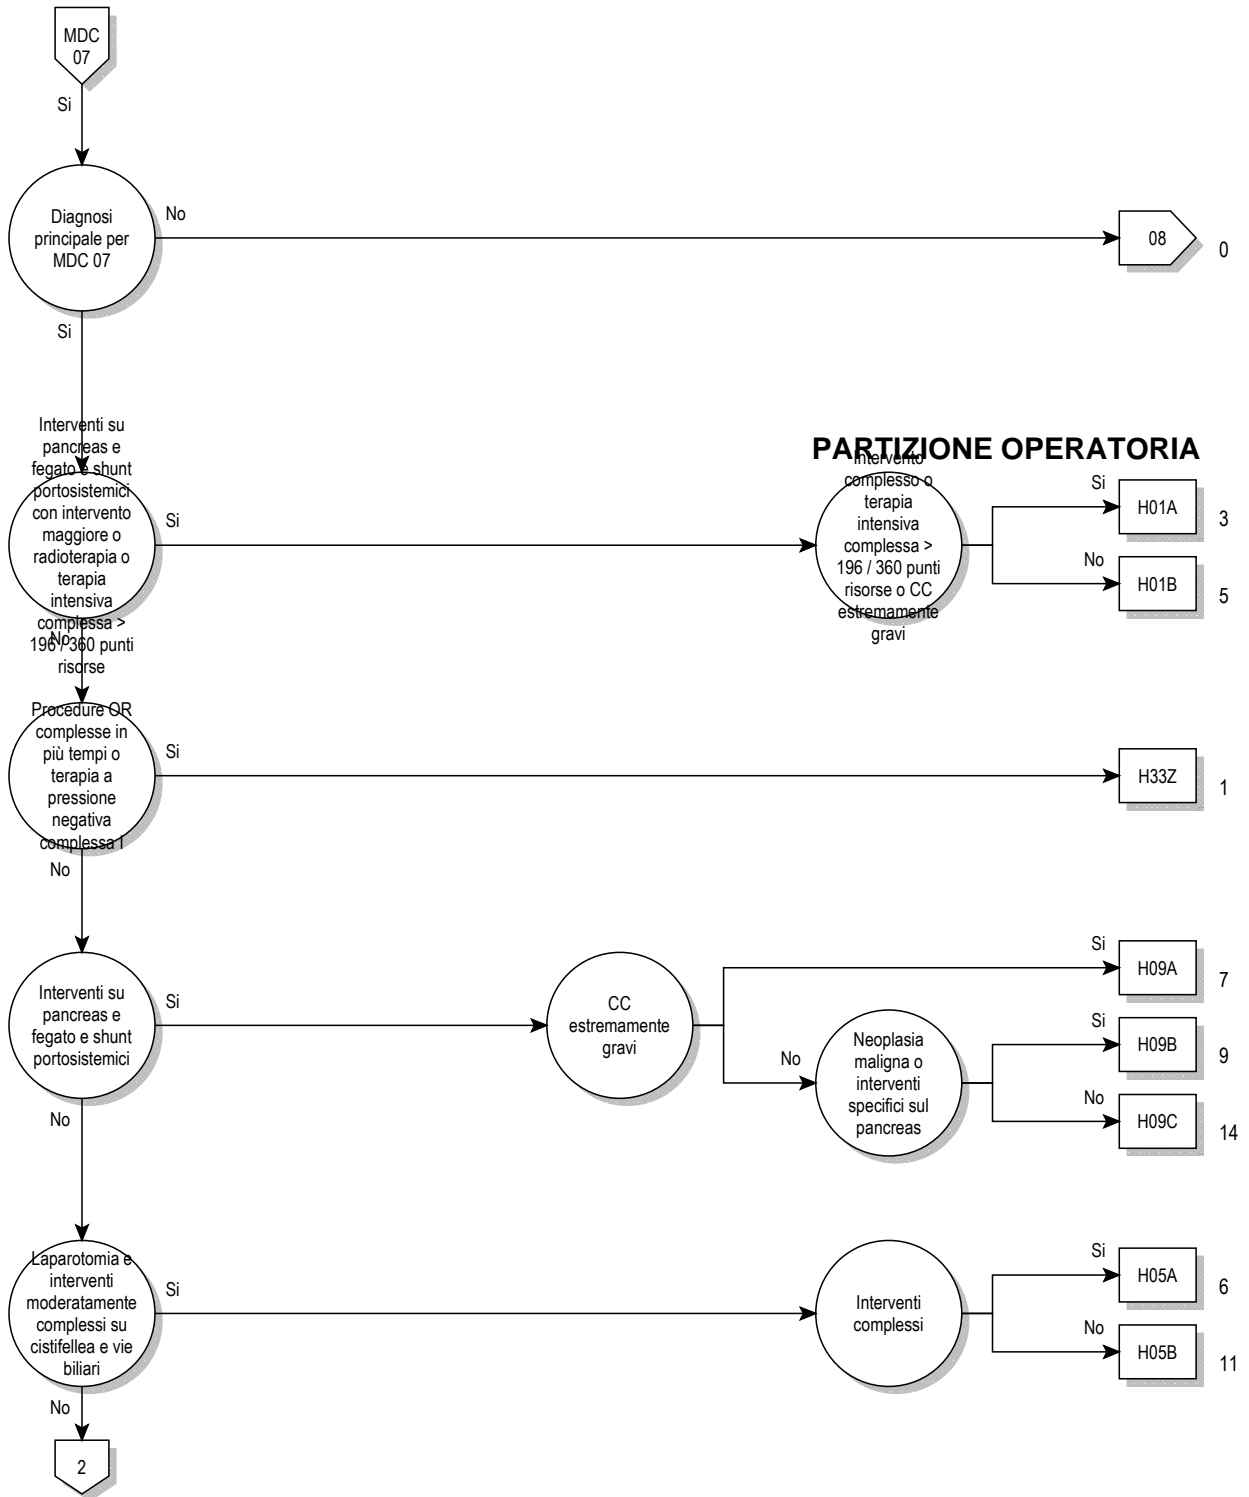 MDC
07
Si
Diagnosi
principale per
MDC 07
No
08
0
Si
PARTIZIONE OPERATORIA
Interventi su
pancreas e
fegato e shunt
portosistemici
con intervento
maggiore o
radioterapia o
terapia
intensiva
complessa >
196 / 360 punti
risorse
Si
Intervento
complesso o
terapia
intensiva
complessa >
196 / 360 punti
risorse o CC
estremamente
gravi
Si
H01A
3
No
H01B
5
No
Procedure OR
complesse in
più tempi o
terapia a
pressione
negativa
complessa I
Si
H33Z
1
No
Interventi su
pancreas e
fegato e shunt
portosistemici
Si
CC
estremamente
gravi
Si
H09A
7
No
Neoplasia
maligna o
interventi
specifici sul
pancreas
Si
H09B
9
No
H09C
14
No
Laparotomia e
interventi
moderatamente
complessi su
cistifellea e vie
biliari
Si
Interventi
complessi
Si
H05A
6
No
H05B
11
No
2